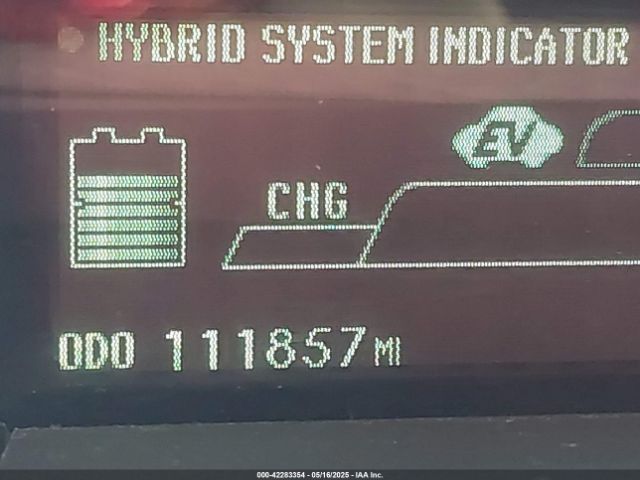 HYBRID SYSTEM INDICATOR
EV
CHG
ODO 111857 MI
000-42283354 - 05/16/2025 - IAA Inc.